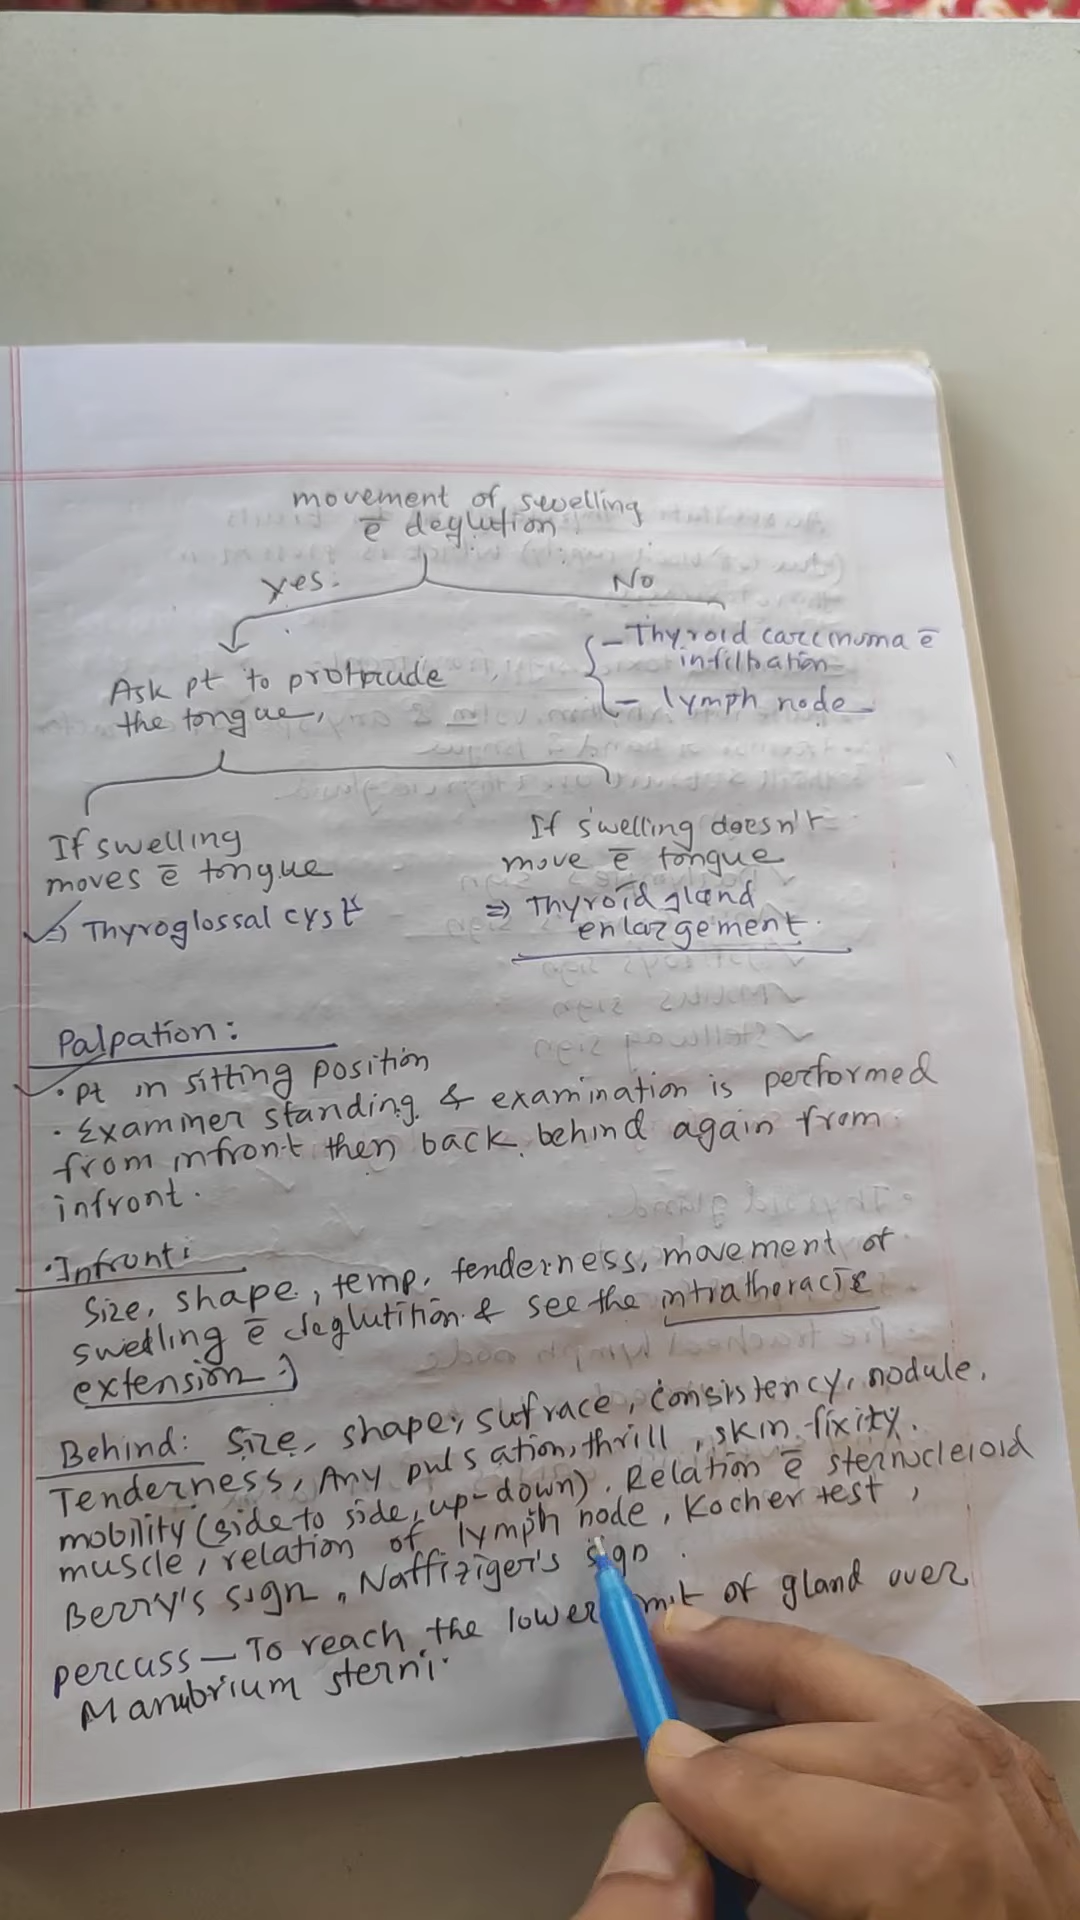 movement of swelling
ē deglution
Yes.
No
Ask pt to protrude
the tongue,
- Thyroid carcinoma ē
infiltration
- lymph node
If swelling
moves ē tongue
⇒ Thyroglossal cyst
If swelling doesn't
move ē tongue
⇒ Thyroid gland
enlargement.
Palpation:
• Pt in sitting position
• Examiner standing & examination is performed
from infront then back behind again from
infront.
• Infront:
Size, shape, temp, tenderness, movement of
swelling ē deglutition & see the intrathoracic
extension.
Behind: Size, shape, sufrace, consistency, nodule,
Tenderness, Any pulsation, thrill, skin fixity.
mobility (side to side, up-down). Relation ē sternocleroid
muscle, relation of lymph node, Kocher test,
Berry's sign, Naffiziger's sign.
percuss — To reach the lower limit of gland over
Manubrium sterni.